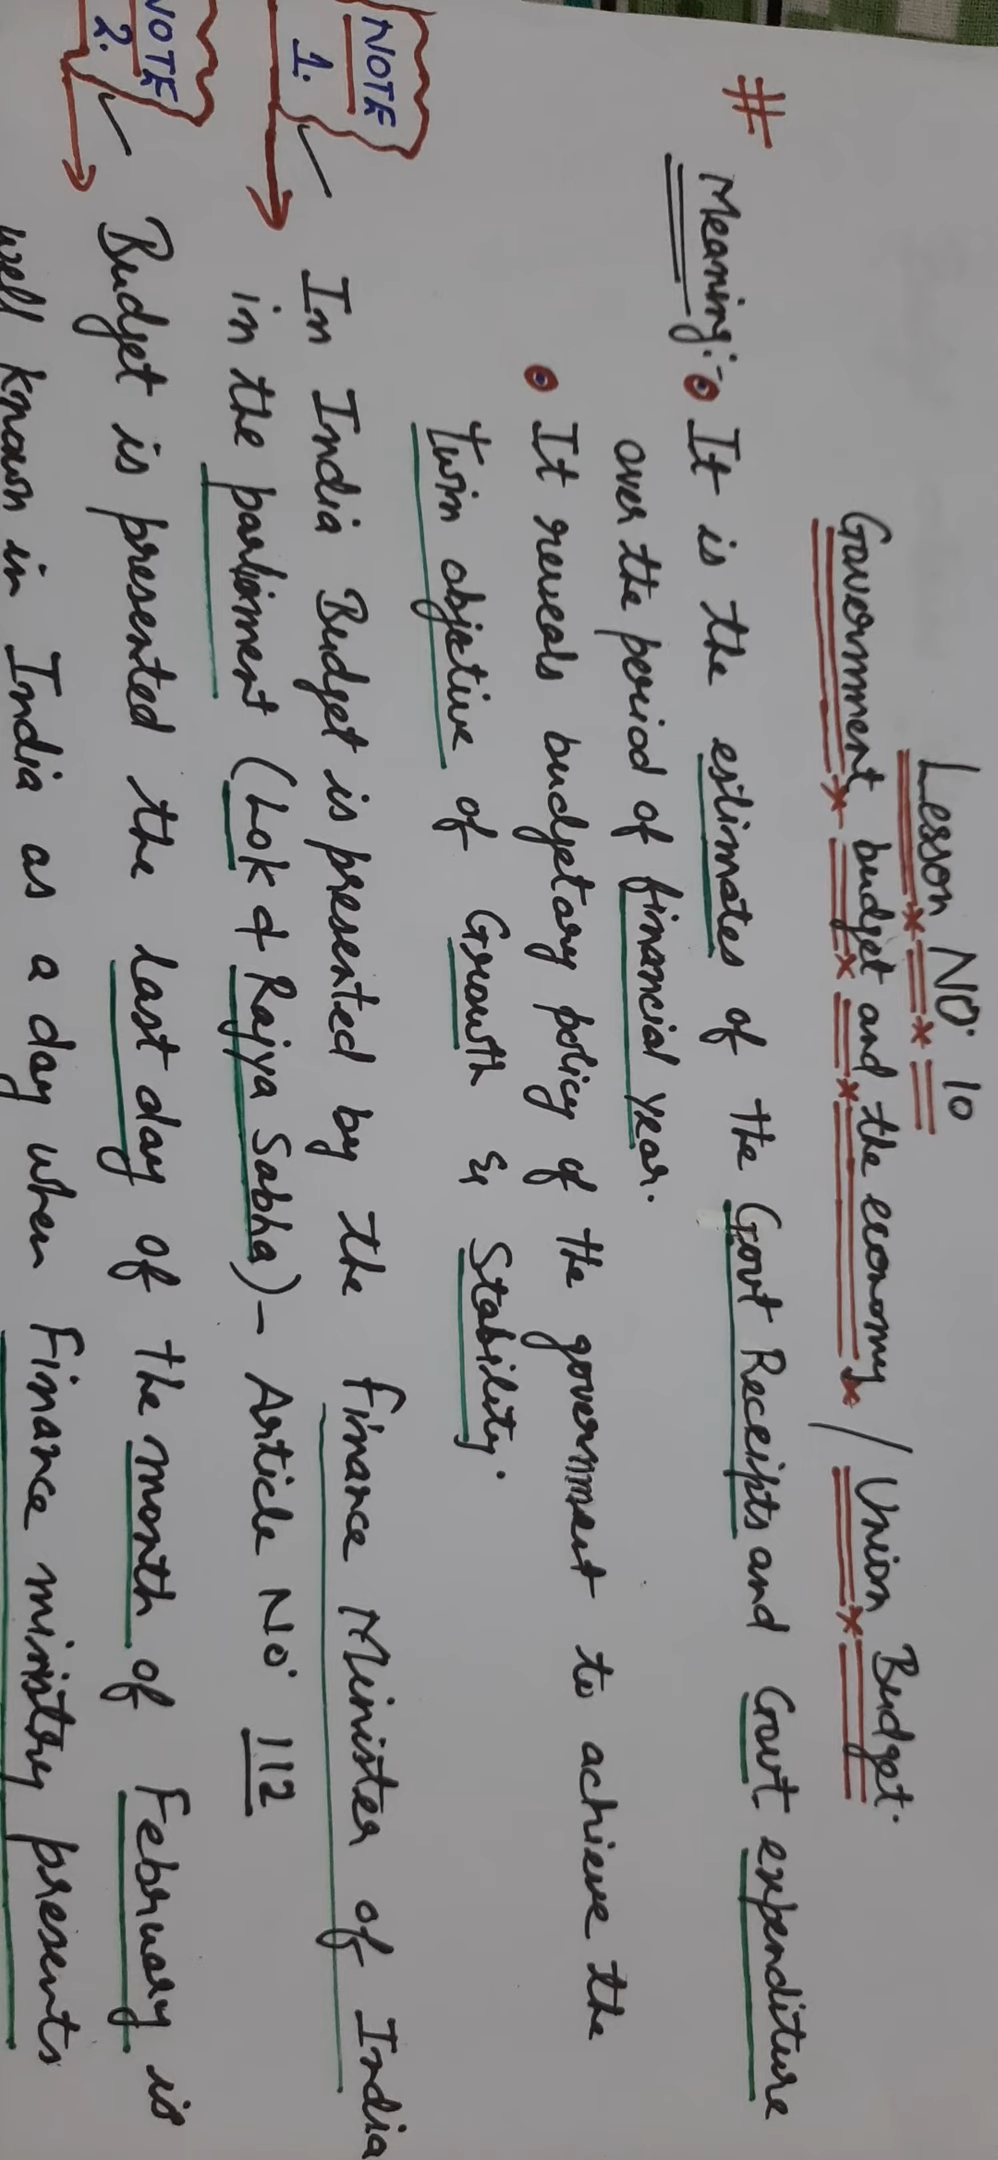 Lesson NO. 10
Government budget and the economy / Union Budget.
# Meaning:- It is the estimates of the Govt Receipts and Govt expenditure
over the period of financial year.
It reveals budgetary policy of the government to achieve the
twin objective of Growth & Stability.
NOTE
1.
In India Budget is presented by the Finance Minister of India
in the parliment (Lok & Rajya Sabha) - Article No. 112
NOTE
2.
Budget is presented the last day of the month of February is
well known in India as a day when Finance ministry presents